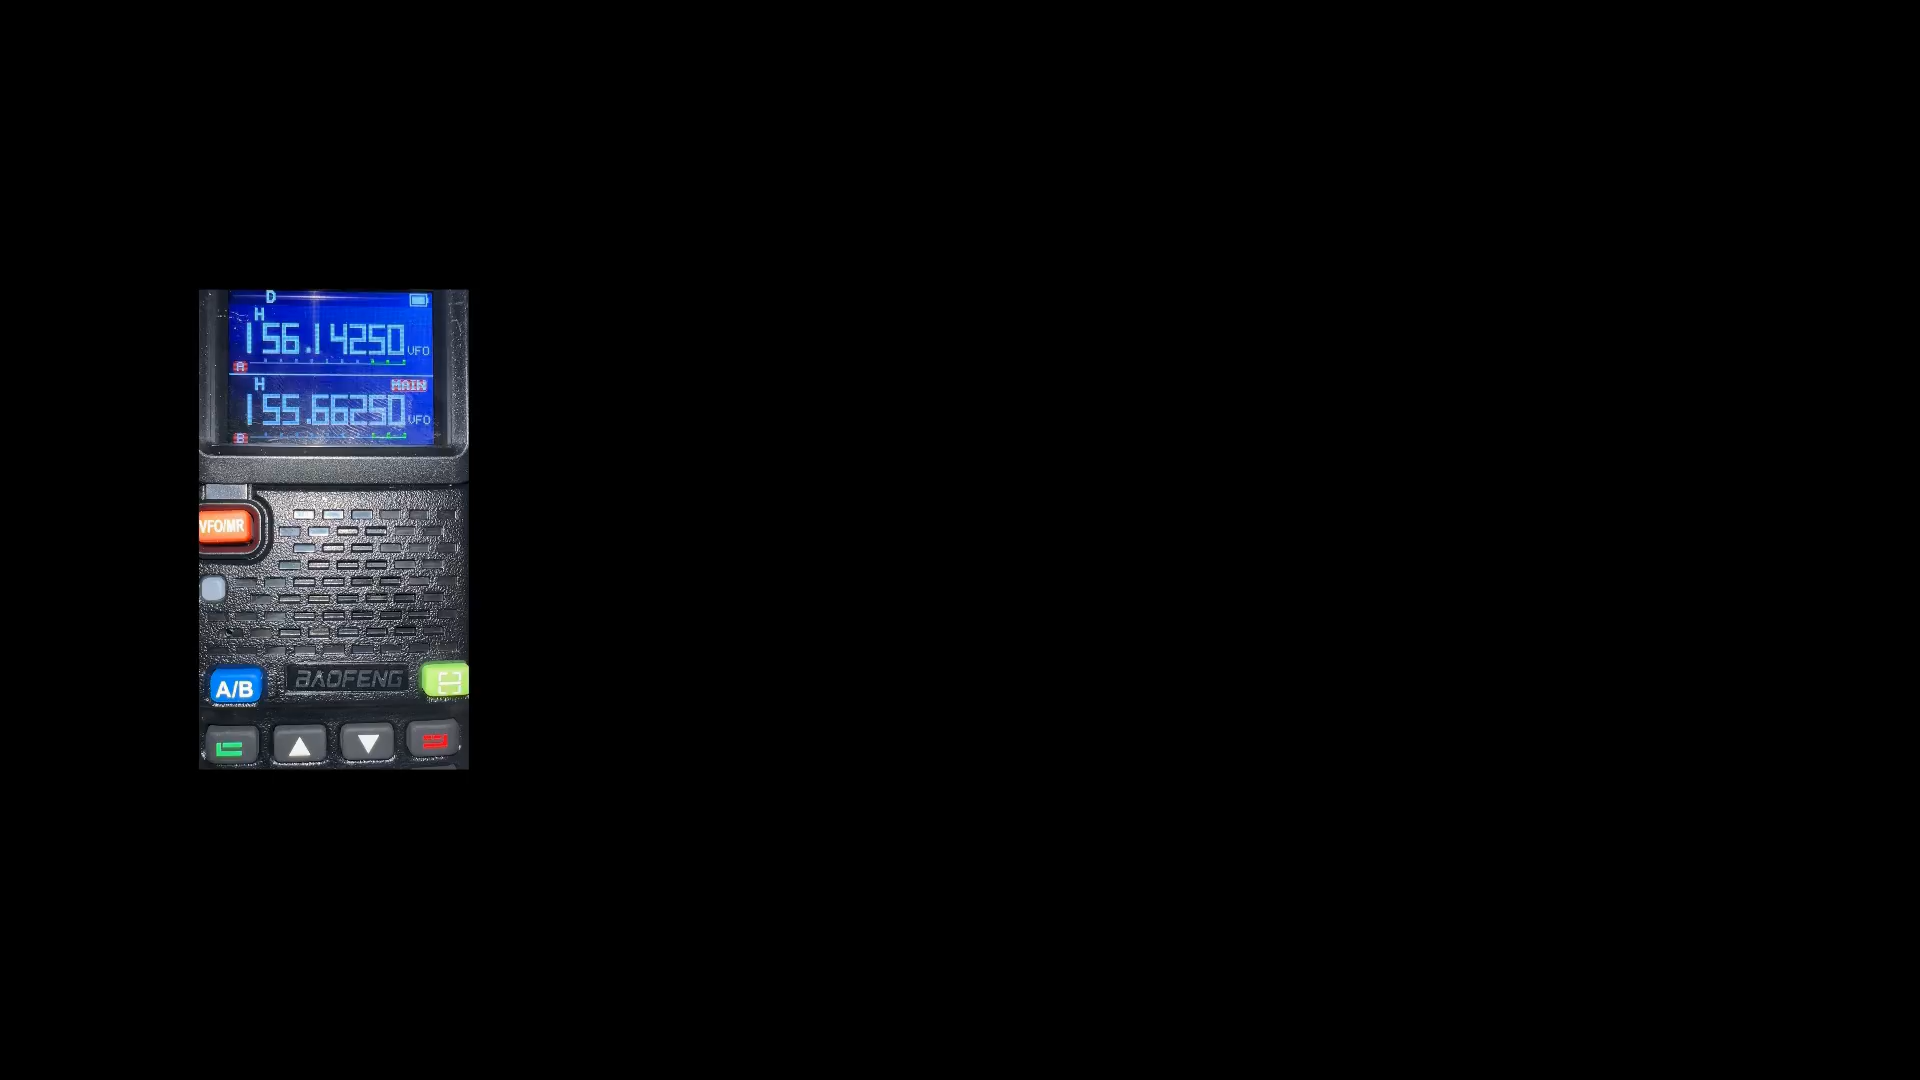 D
H
156.14250 VFO
A
H MAIN
155.66250 VFO
B
VFO/MR
A/B
BAOFENG